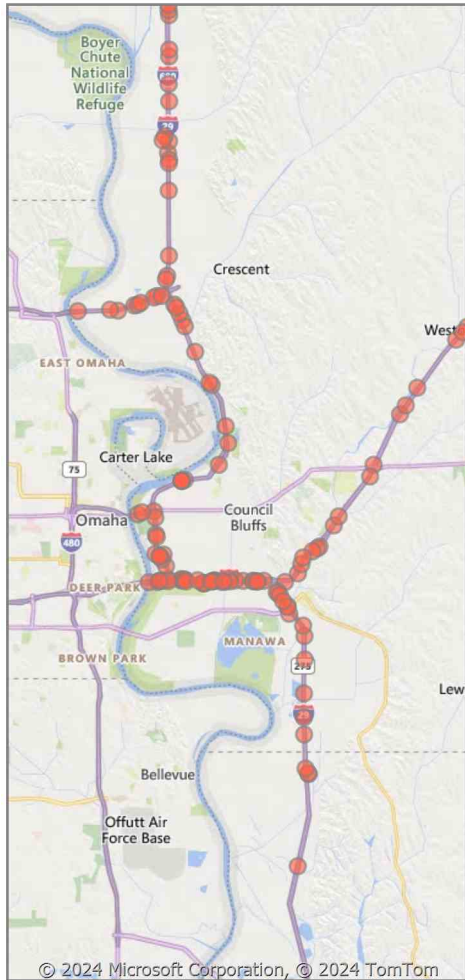 Boyer
Chute
National
Wildlife
Refuge
680
29
Crescent
West
EAST OMAHA
Carter Lake
75
Omaha
Council
Bluffs
480
DEER PARK
MANAWA
BROWN PARK
275
29
Lew
Bellevue
Offutt Air
Force Base
© 2024 Microsoft Corporation, © 2024 TomTom